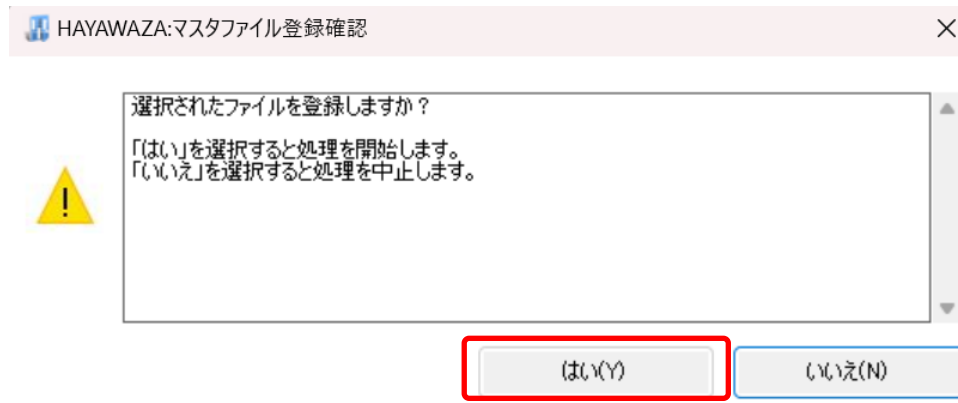 HAYAWAZA:マスタファイル登録確認
選択されたファイルを登録しますか？
「はい」を選択すると処理を開始します。
「いいえ」を選択すると処理を中止します。
はい(Y)
いいえ(N)